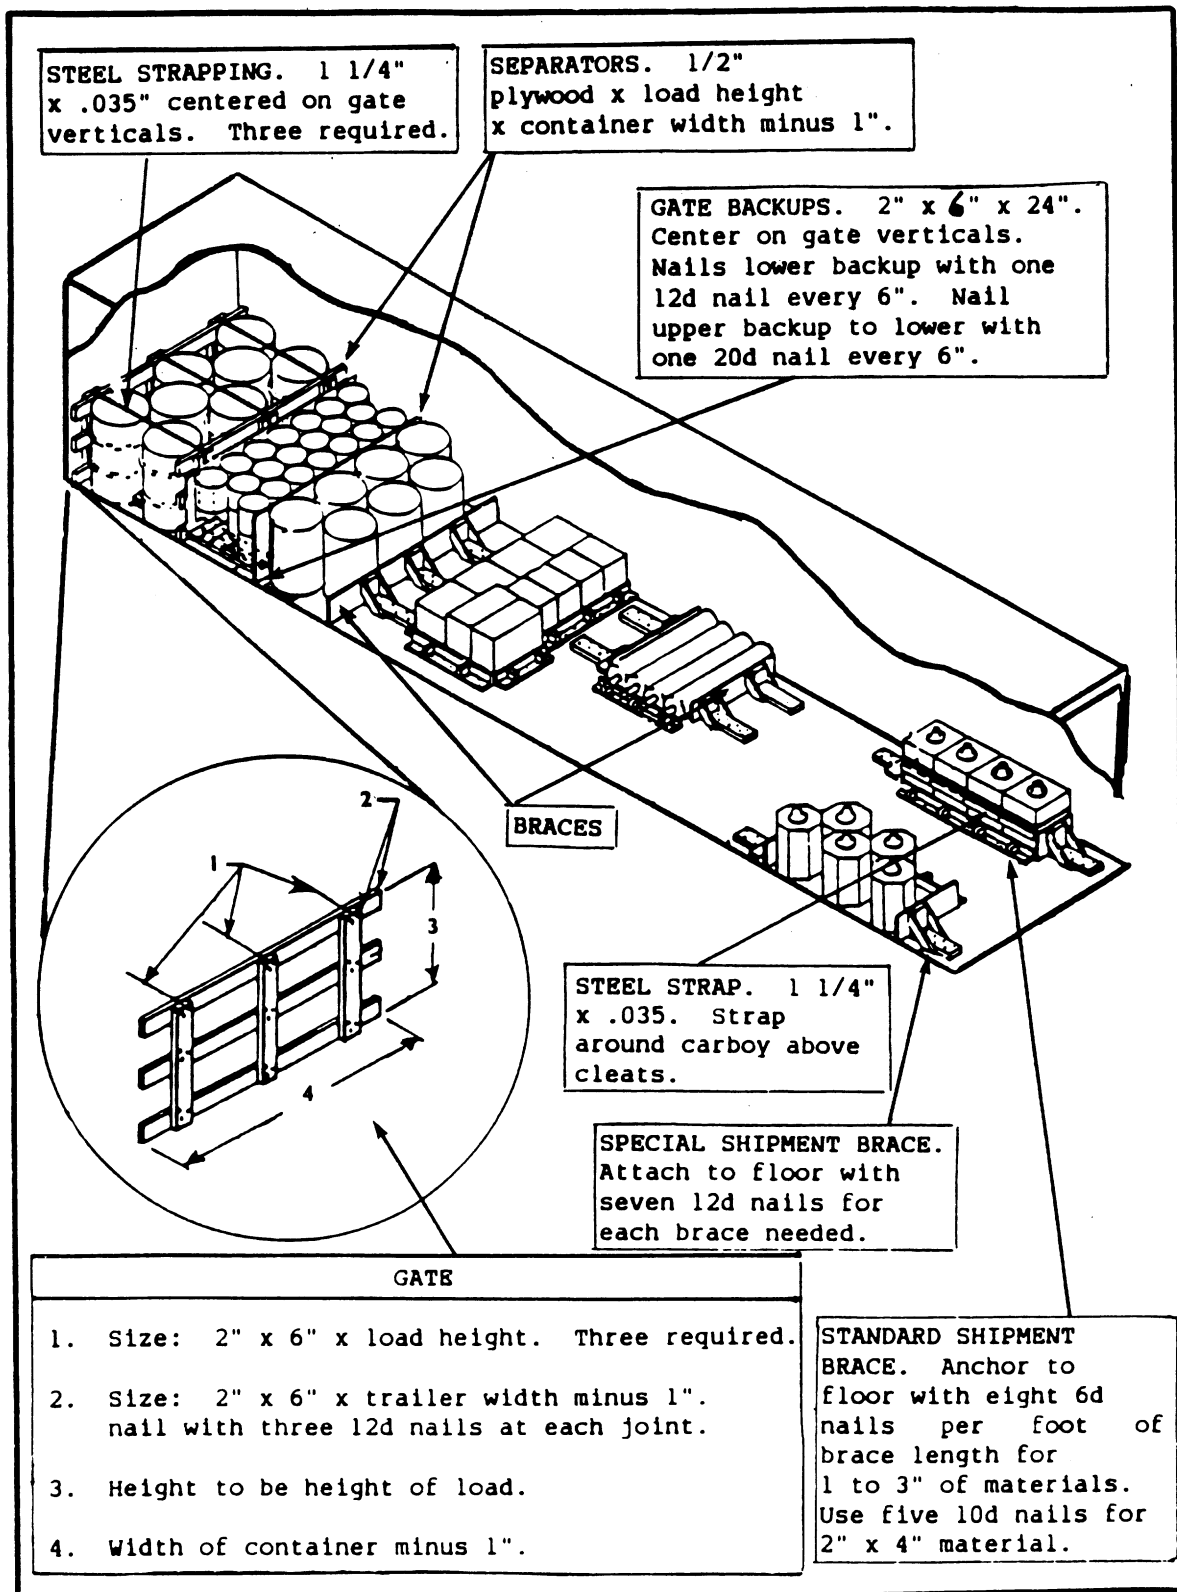 STEEL STRAPPING. 1 1/4"
x .035" centered on gate
verticals. Three required.
SEPARATORS. 1/2"
plywood x load height
x container width minus 1".
GATE BACKUPS. 2" x 6" x 24".
Center on gate verticals.
Nails lower backup with one
12d nail every 6". Nail
upper backup to lower with
one 20d nail every 6".
BRACES
1
2
3
4
STEEL STRAP. 1 1/4"
x .035. Strap
around carboy above
cleats.
SPECIAL SHIPMENT BRACE.
Attach to floor with
seven 12d nails for
each brace needed.
GATE
1. Size: 2" x 6" x load height. Three required.
2. Size: 2" x 6" x trailer width minus 1".
nail with three 12d nails at each joint.
3. Height to be height of load.
4. Width of container minus 1".
STANDARD SHIPMENT
BRACE. Anchor to
floor with eight 6d
nails per foot of
brace length for
1 to 3" of materials.
Use five 10d nails for
2" x 4" material.